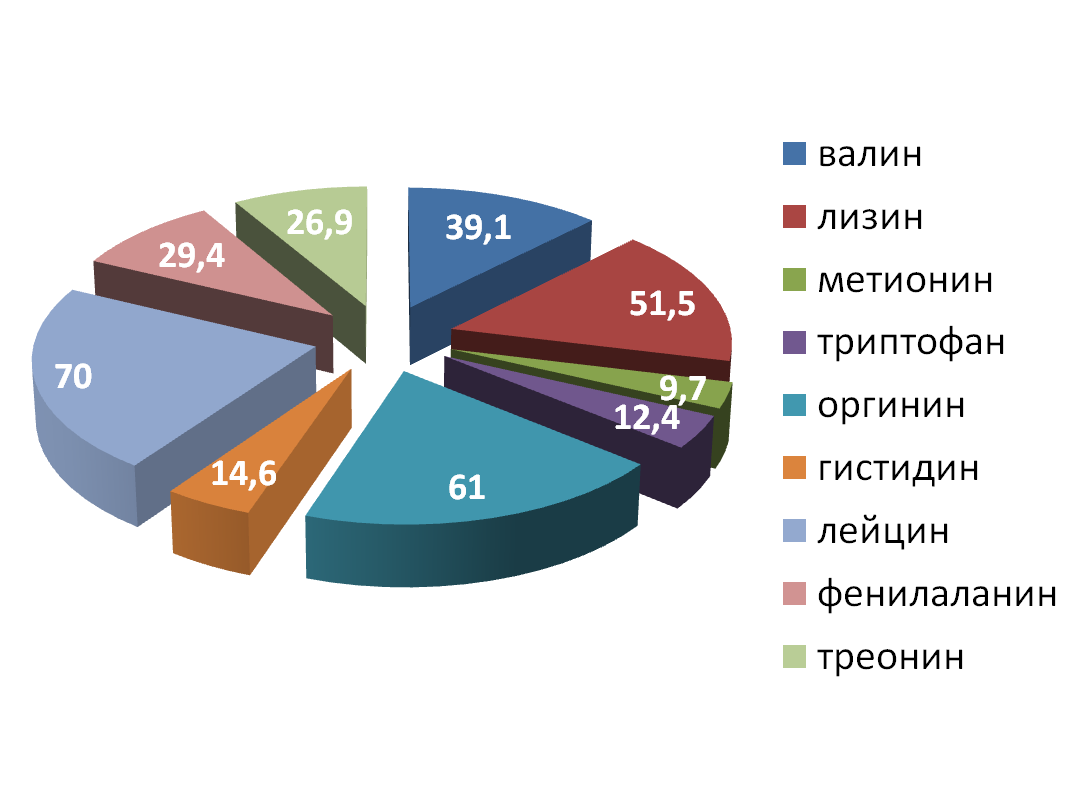 26,9
39,1
29,4
51,5
70
9,7
12,4
14,6
61
валин
лизин
метионин
триптофан
оргинин
гистидин
лейцин
фенилаланин
треонин